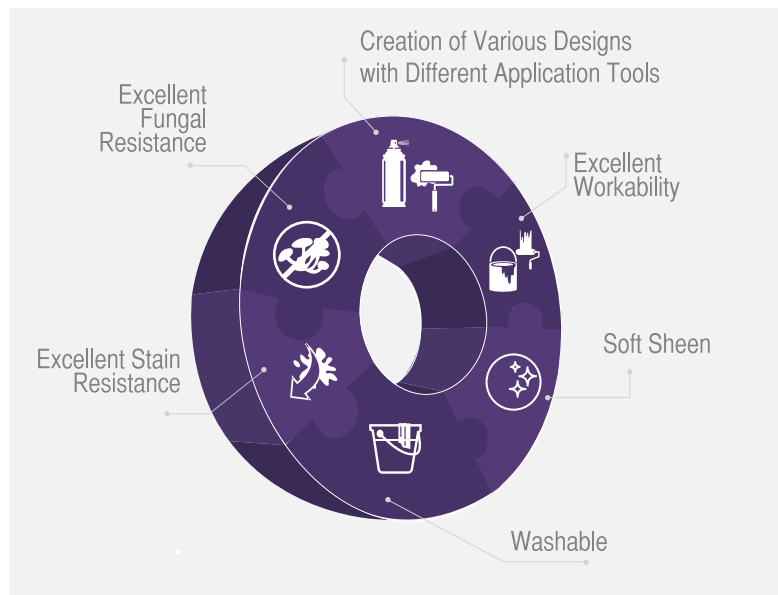 Creation of Various Designs
with Different Application Tools
Excellent
Fungal
Resistance
Excellent
Workability
Soft Sheen
Excellent Stain
Resistance
Washable